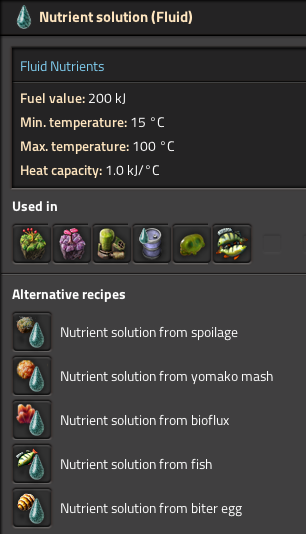 Nutrient solution (Fluid)
Fluid Nutrients
Fuel value: 200 kJ
Min. temperature: 15 °C
Max. temperature: 100 °C
Heat capacity: 1.0 kJ/°C
Used in
Alternative recipes
Nutrient solution from spoilage
Nutrient solution from yomako mash
Nutrient solution from bioflux
Nutrient solution from fish
Nutrient solution from biter egg